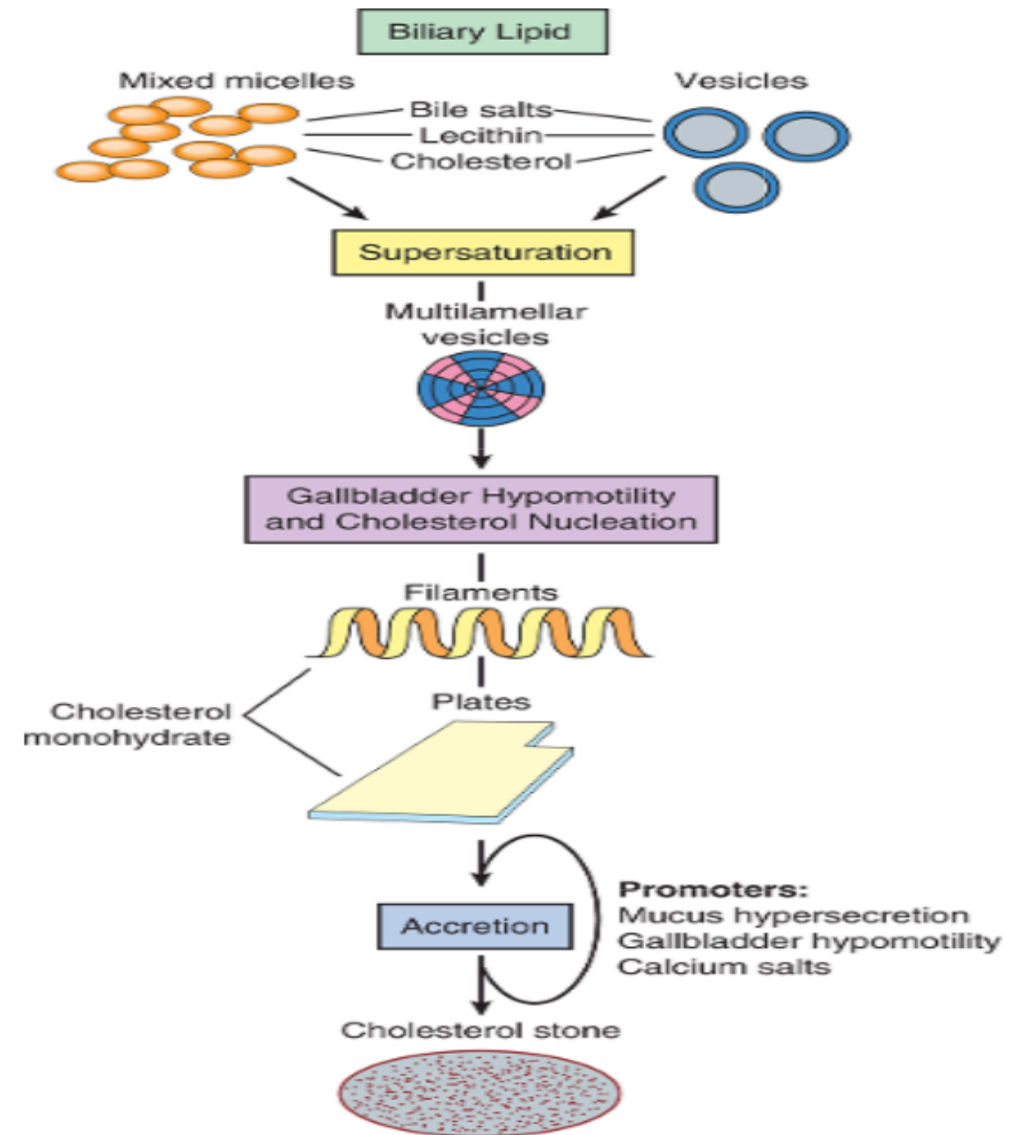 Biliary Lipid
Mixed micelles
Vesicles
Bile salts
Lecithin
Cholesterol
Supersaturation
Multilamellar
vesicles
Gallbladder Hypomotility
and Cholesterol Nucleation
Filaments
Plates
Cholesterol
monohydrate
Accretion
Promoters:
Mucus hypersecretion
Gallbladder hypomotility
Calcium salts
Cholesterol stone